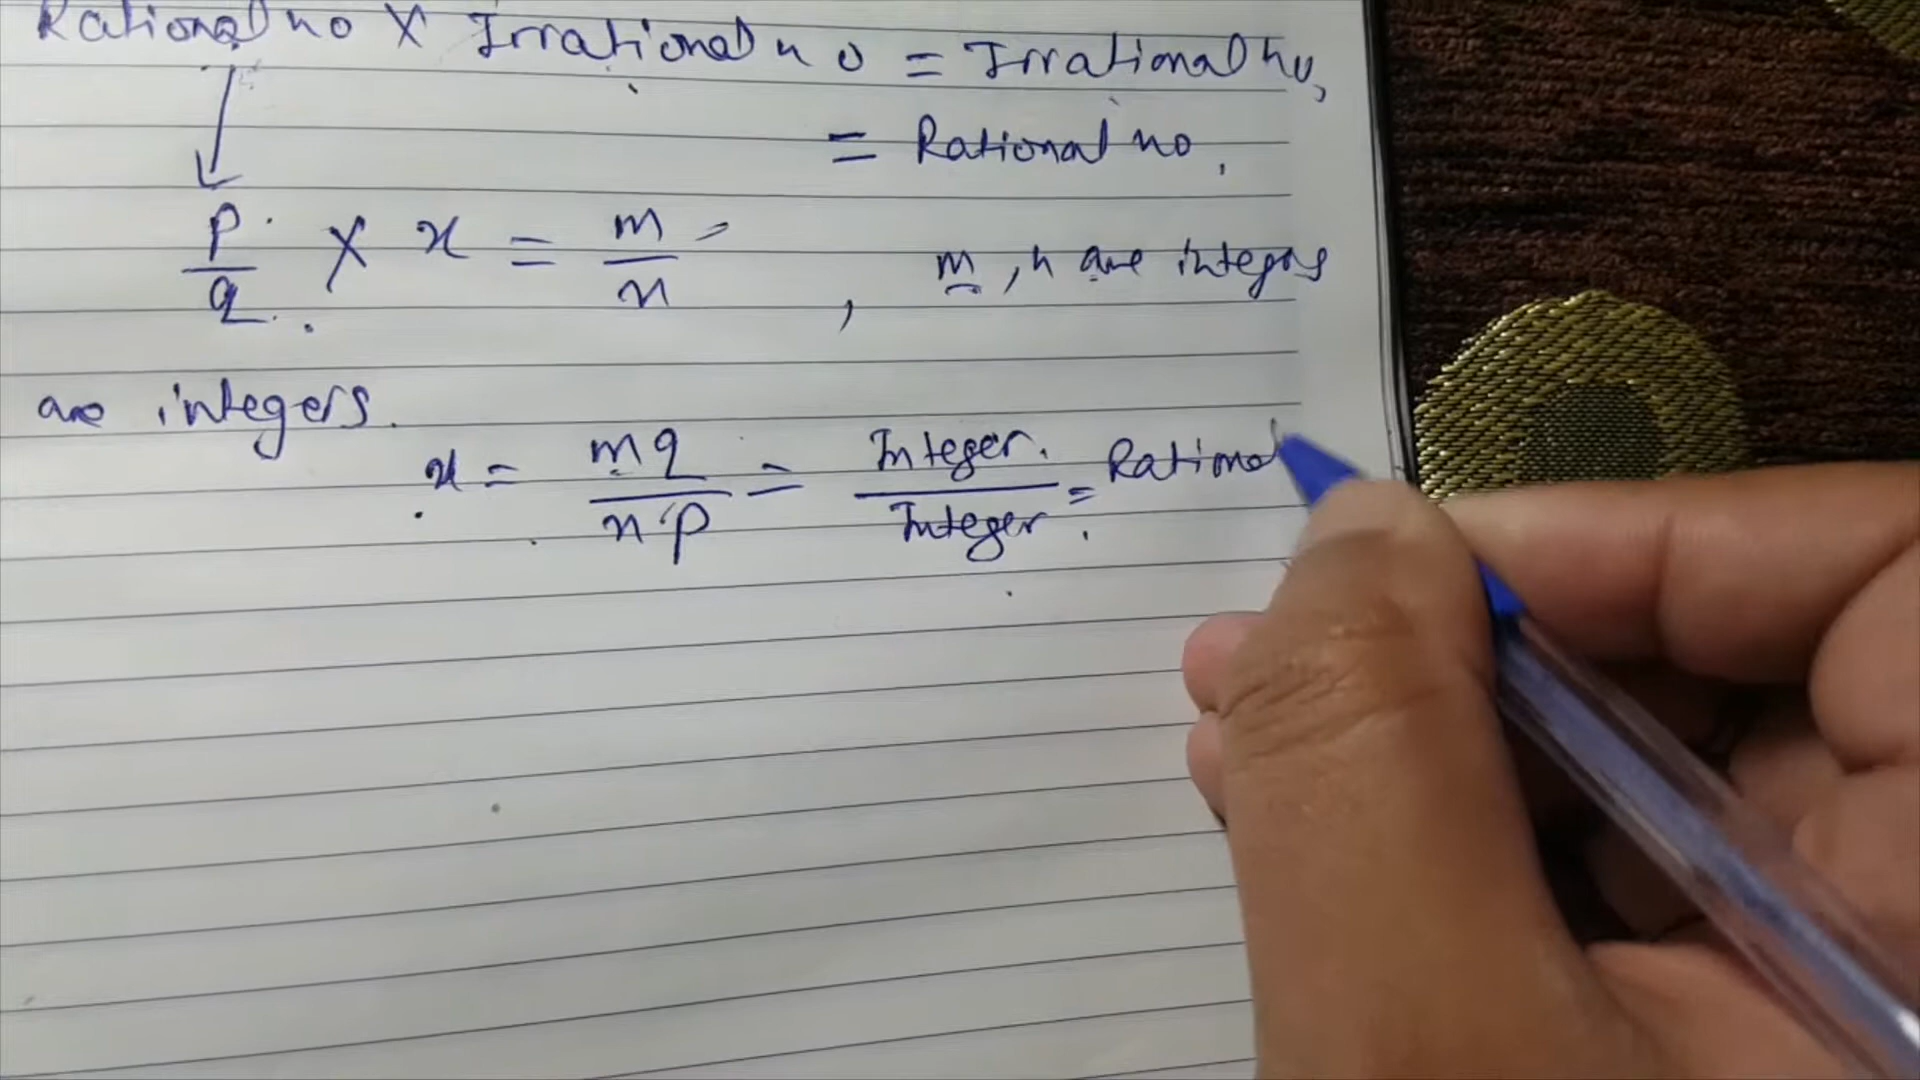 Rational no X Irrational no = Irrational no,
= Rational no,
p/q X x = m/n , m, n are integers
are integers.
x = mq/np = Integer./Integer = Rational